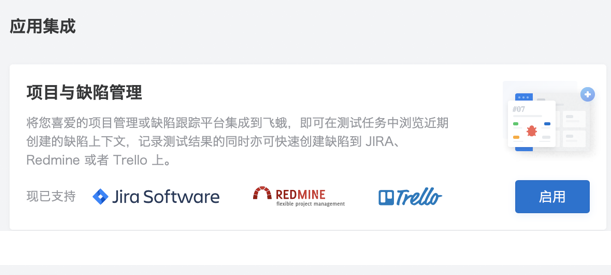 应用集成
项目与缺陷管理
#07
将您喜爱的项目管理或缺陷跟踪平台集成到飞蛾，即可在测试任务中浏览近期
创建的缺陷上下文，记录测试结果的同时亦可快速创建缺陷到 JIRA、
Redmine 或者 Trello 上。
现已支持 Jira Software REDMINE Trello 启用
flexible project management